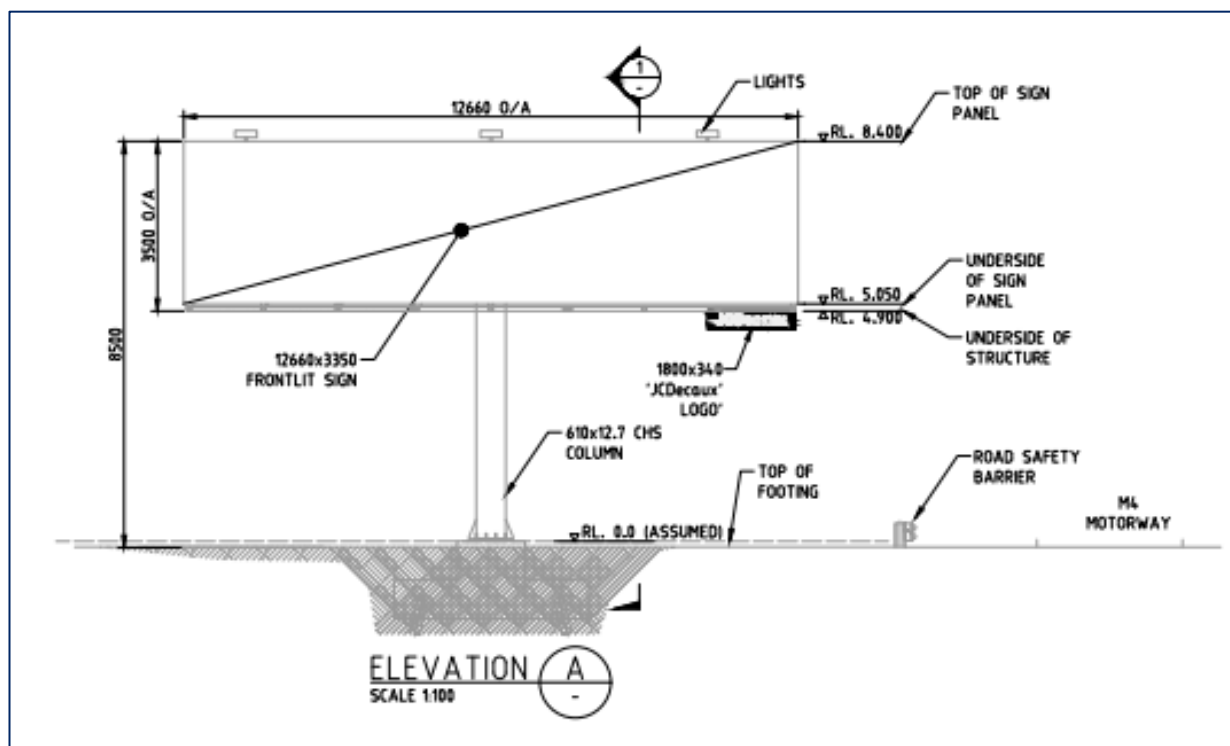 1
-
LIGHTS
12660 O/A
TOP OF SIGN
PANEL
RL. 8.400
3500 O/A
8500
UNDERSIDE
OF SIGN
PANEL
RL. 5.050
RL. 4.900
UNDERSIDE OF
STRUCTURE
12660x3350
FRONTLIT SIGN
1800x340
'JCDecaux'
LOGO'
610x12.7 CHS
COLUMN
TOP OF
FOOTING
ROAD SAFETY
BARRIER
M4
MOTORWAY
RL. 0.0 (ASSUMED)
ELEVATION
SCALE 1:100
A
-